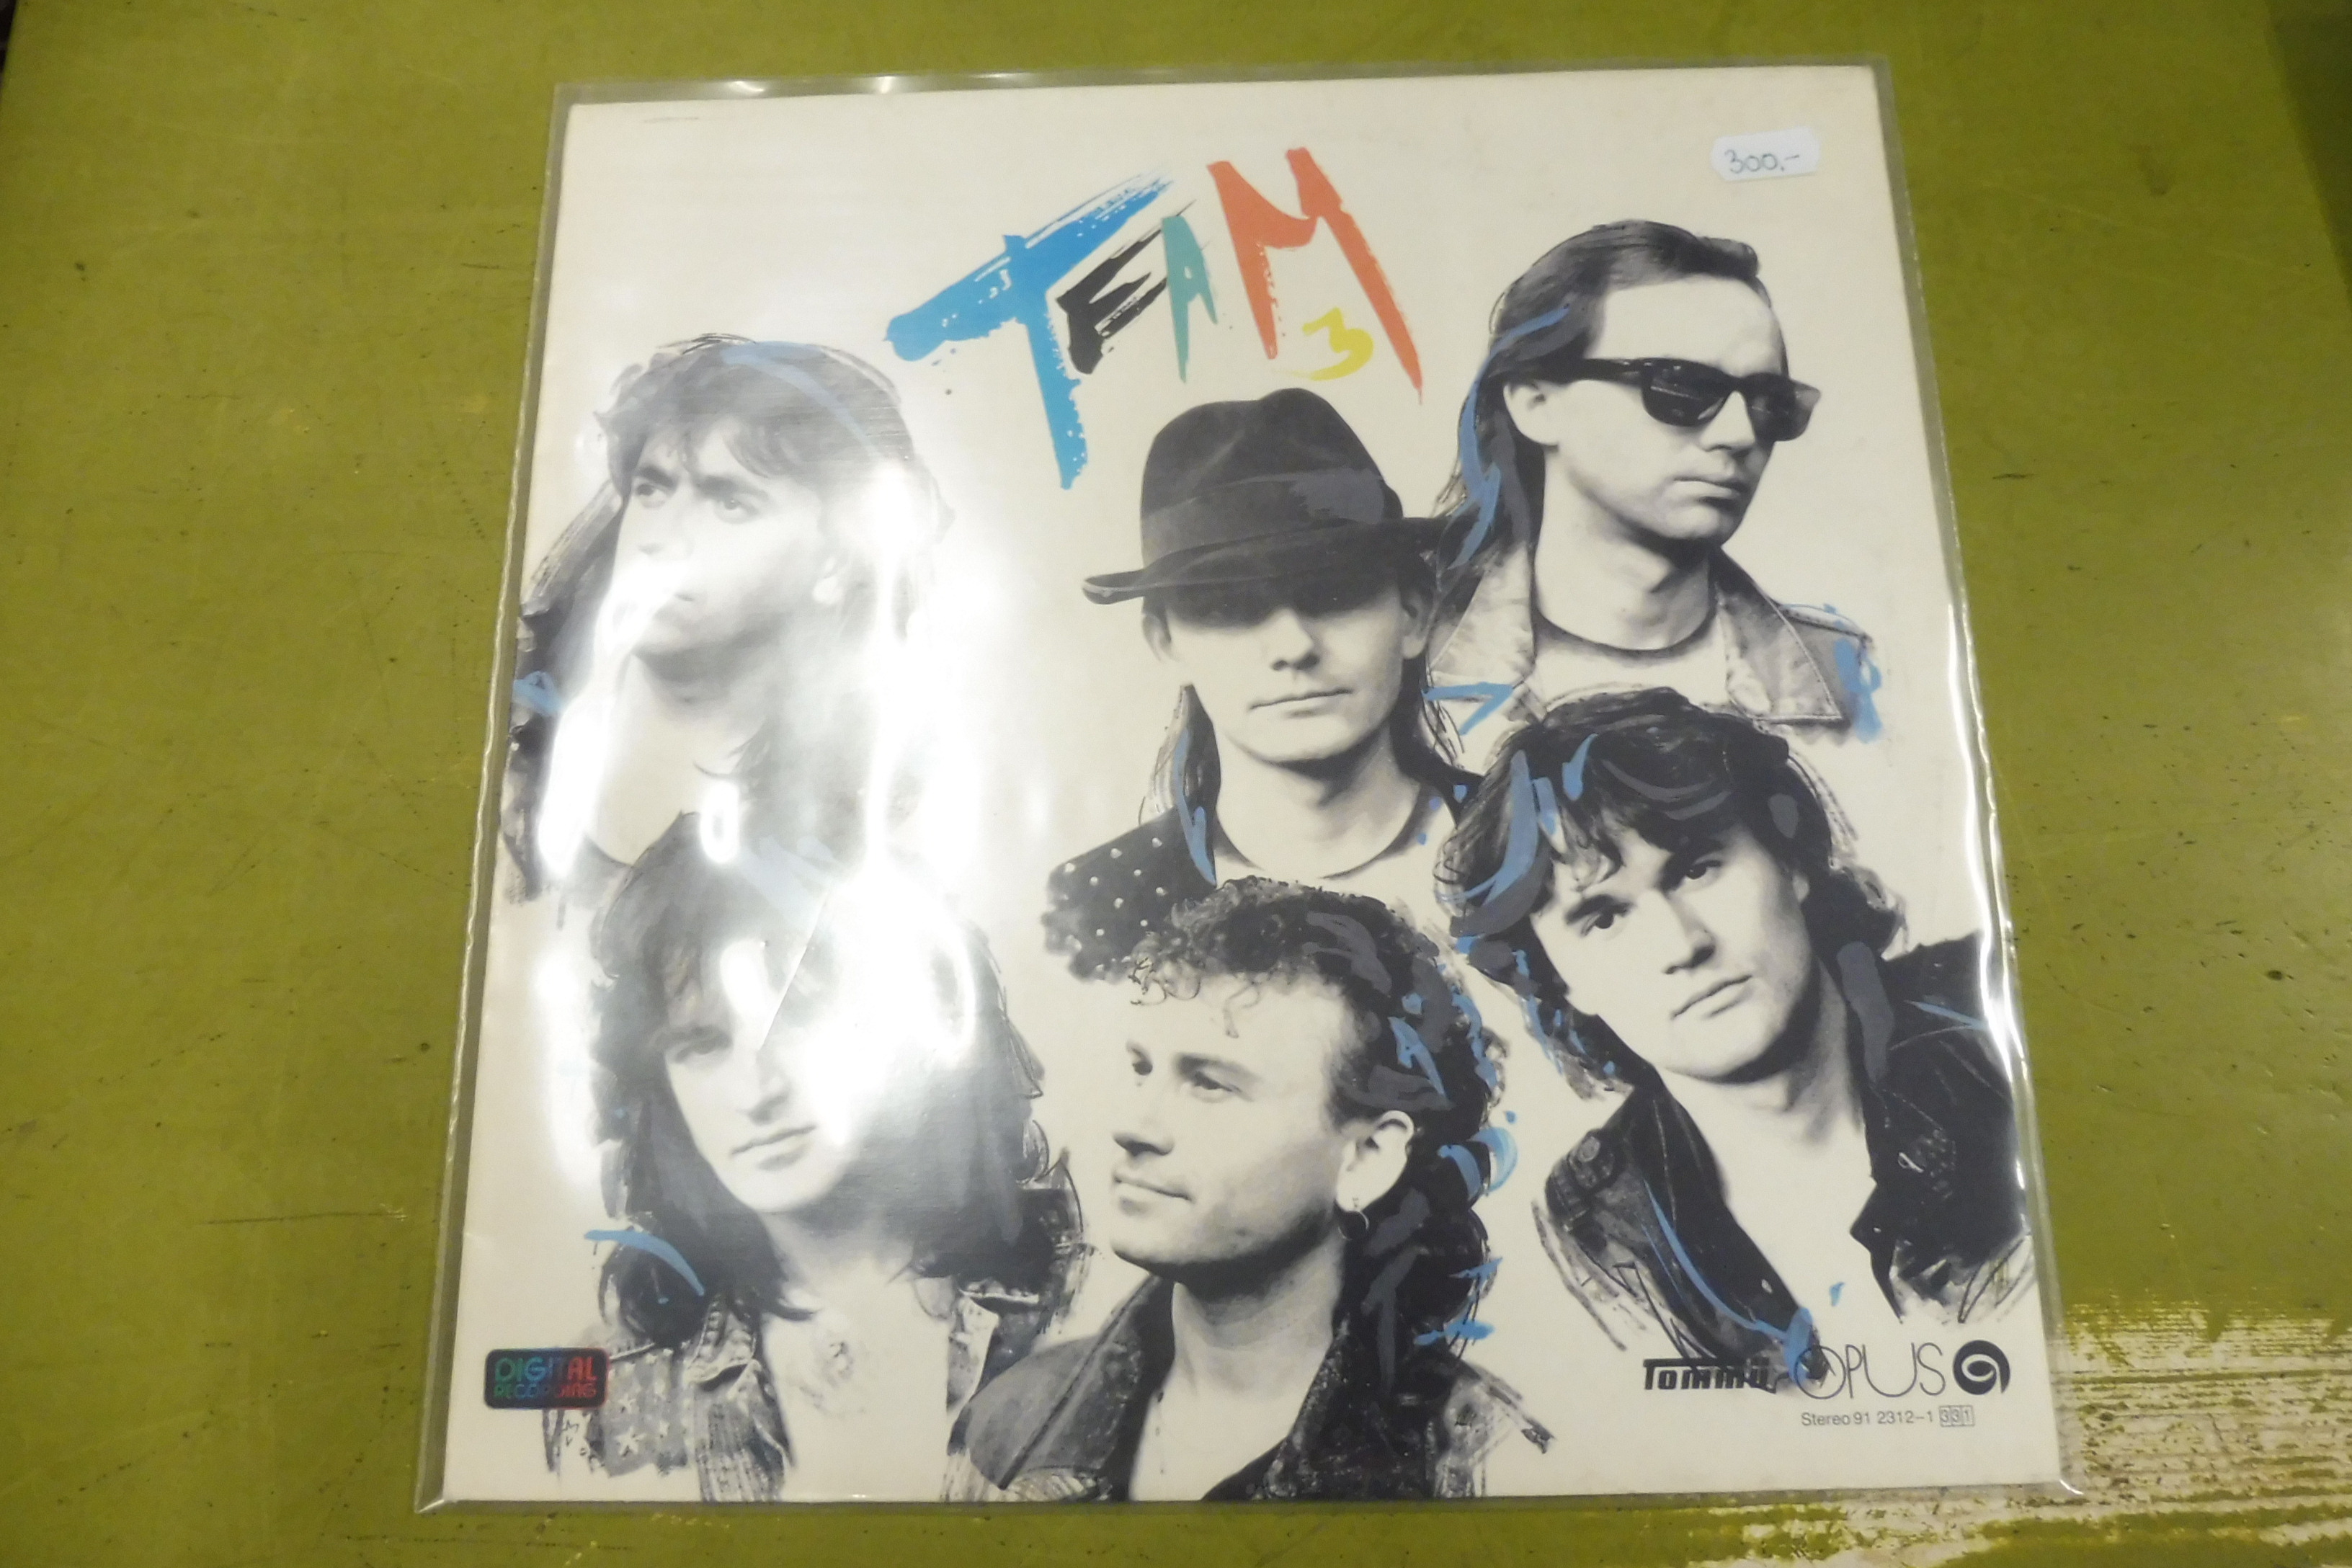 300.-
TEAM 3
DIGITAL
RECORDING
Tommü OPUS
Stereo 91 2312-1 331